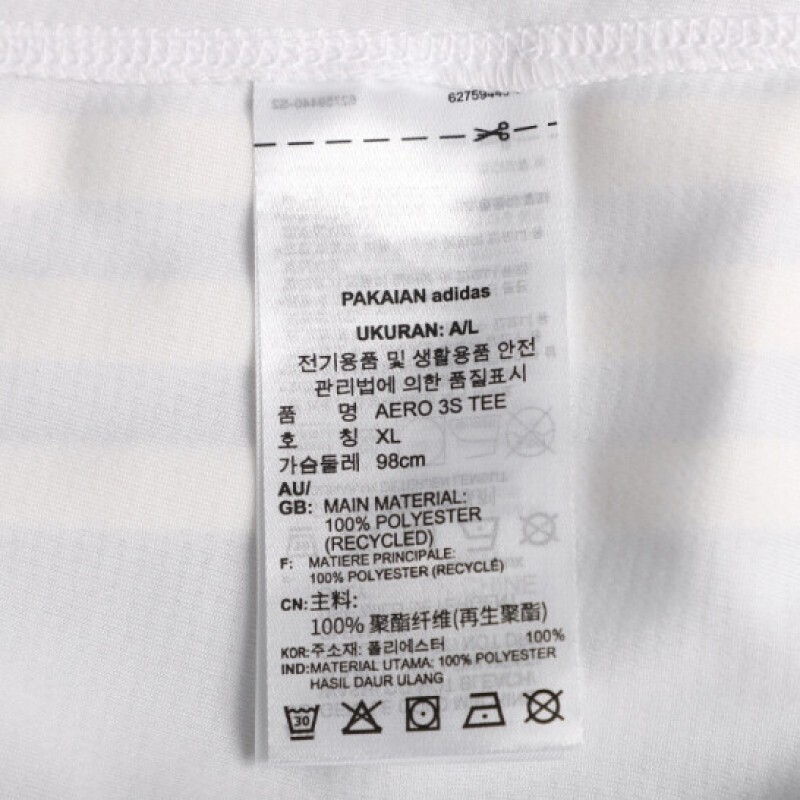 PAKAIAN adidas
UKURAN: A/L
전기용품 및 생활용품 안전
관리법에 의한 품질표시
품 명 AERO 3S TEE
호 칭 XL
가슴둘레 98cm
AU/
GB: MAIN MATERIAL:
100% POLYESTER
(RECYCLED)
F: MATIERE PRINCIPALE:
100% POLYESTER (RECYCLÉ)
CN: 主料:
100% 聚酯纤维(再生聚酯)
KOR: 주소재: 폴리에스터 100%
IND: MATERIAL UTAMA: 100% POLYESTER
HASIL DAUR ULANG
30